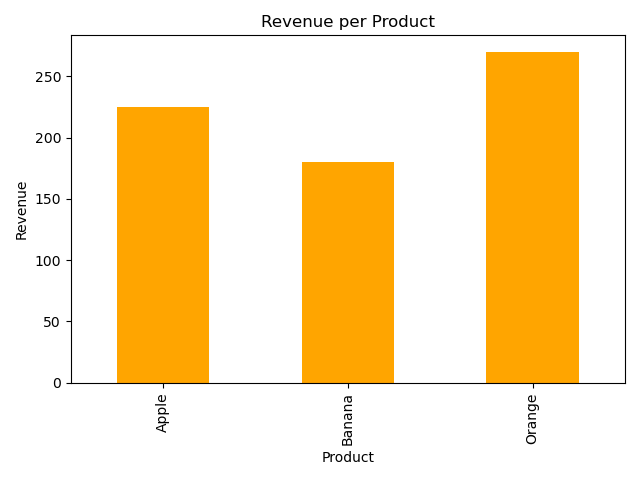 Revenue per Product
250
200
150
100
50
0
Revenue
Apple
Banana
Orange
Product